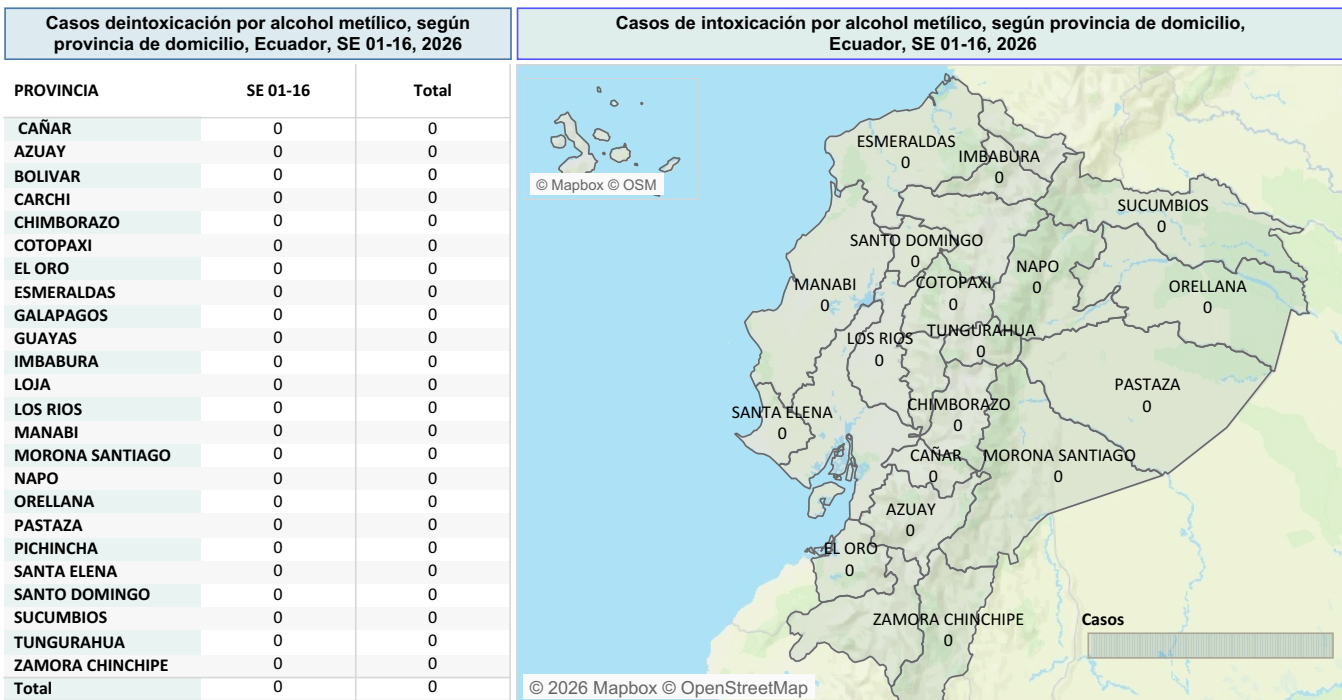 Casos deintoxicación por alcohol metílico, según
provincia de domicilio, Ecuador, SE 01-16, 2026
PROVINCIA SE 01-16 Total
CAÑAR 0 0
AZUAY 0 0
BOLIVAR 0 0
CARCHI 0 0
CHIMBORAZO 0 0
COTOPAXI 0 0
EL ORO 0 0
ESMERALDAS 0 0
GALAPAGOS 0 0
GUAYAS 0 0
IMBABURA 0 0
LOJA 0 0
LOS RIOS 0 0
MANABI 0 0
MORONA SANTIAGO 0 0
NAPO 0 0
ORELLANA 0 0
PASTAZA 0 0
PICHINCHA 0 0
SANTA ELENA 0 0
SANTO DOMINGO 0 0
SUCUMBIOS 0 0
TUNGURAHUA 0 0
ZAMORA CHINCHIPE 0 0
Total 0 0
Casos de intoxicación por alcohol metílico, según provincia de domicilio,
Ecuador, SE 01-16, 2026
© Mapbox © OSM
ESMERALDAS
0
IMBABURA
0
SUCUMBIOS
0
SANTO DOMINGO
0
NAPO
0
MANABI
0
COTOPAXI
0
ORELLANA
0
TUNGURAHUA
0
LOS RIOS
0
PASTAZA
0
SANTA ELENA
0
CHIMBORAZO
0
CAÑAR
0
MORONA SANTIAGO
0
AZUAY
0
EL ORO
0
ZAMORA CHINCHIPE
0
Casos
© 2026 Mapbox © OpenStreetMap